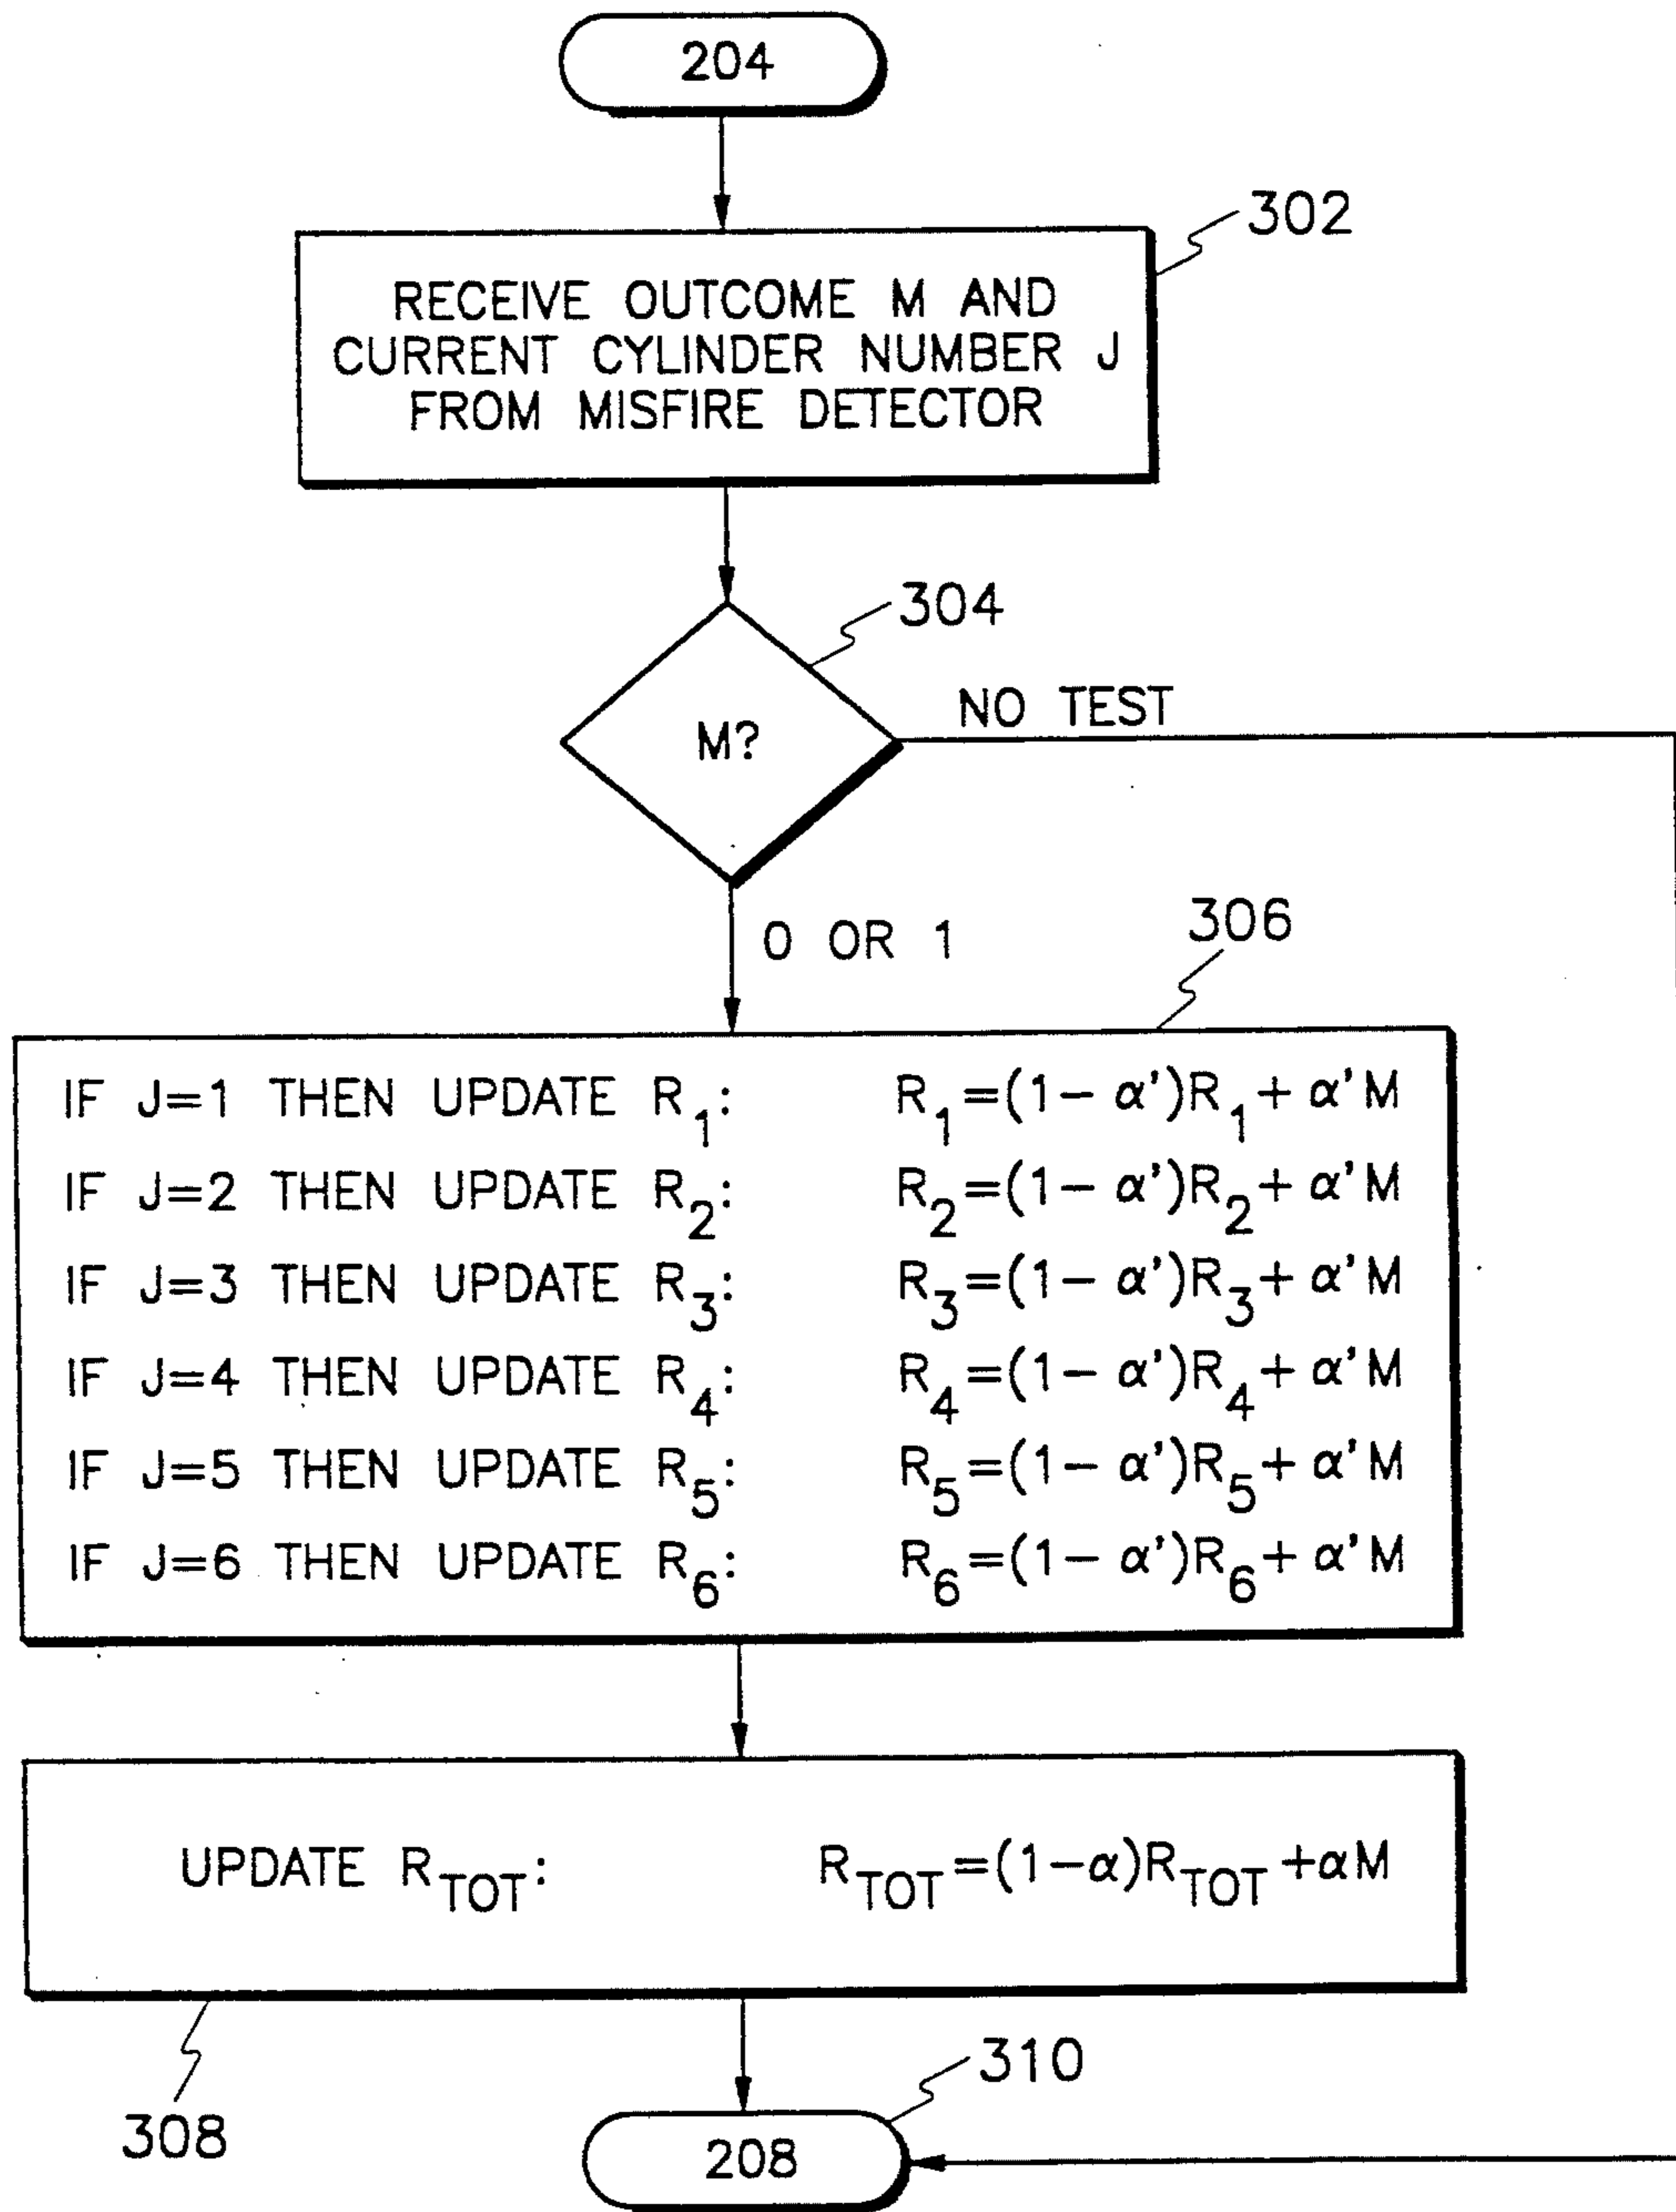 204
302
RECEIVE OUTCOME M AND
CURRENT CYLINDER NUMBER J
FROM MISFIRE DETECTOR
304
M?
NO TEST
0 OR 1
306
IF J=1 THEN UPDATE R₁: R₁=(1- α')R₁+ α'M
IF J=2 THEN UPDATE R₂: R₂=(1- α')R₂+ α'M
IF J=3 THEN UPDATE R₃: R₃=(1- α')R₃+ α'M
IF J=4 THEN UPDATE R₄: R₄=(1- α')R₄+ α'M
IF J=5 THEN UPDATE R₅: R₅=(1- α')R₅+ α'M
IF J=6 THEN UPDATE R₆: R₆=(1- α')R₆+ α'M
UPDATE R_TOT: R_TOT=(1-α)R_TOT+αM
308
310
208